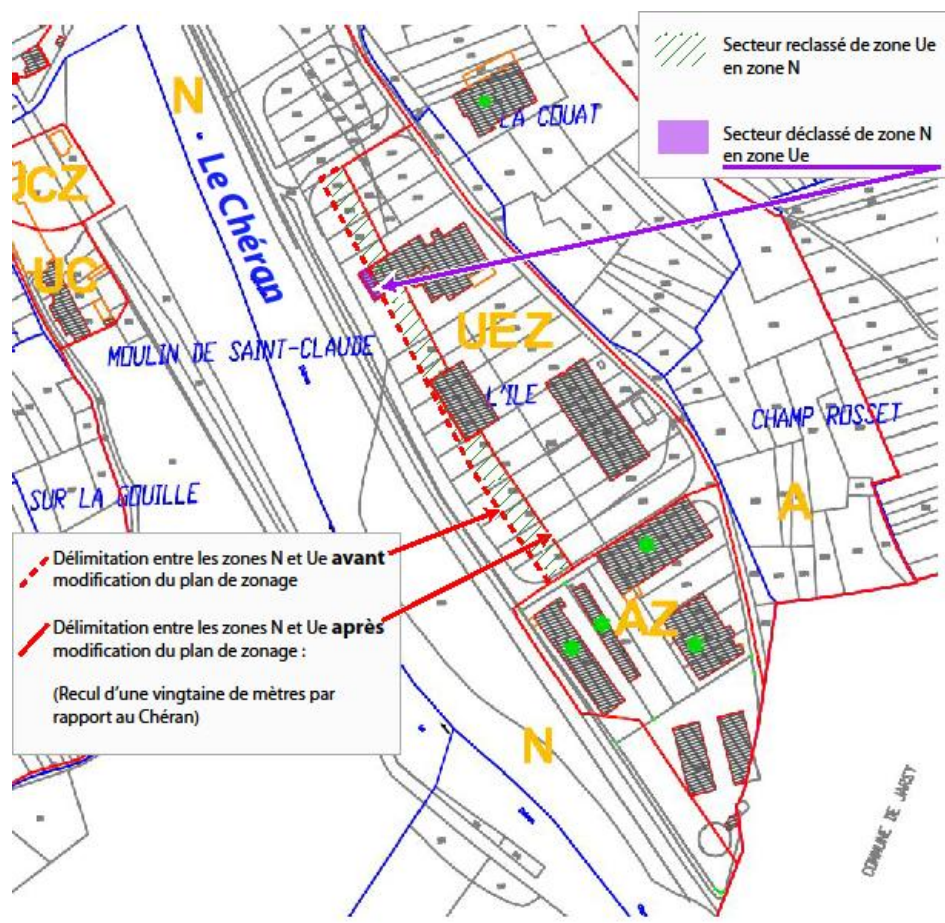 Secteur reclassé de zone Ue
en zone N
Secteur déclassé de zone N
en zone Ue
N
LA COUAT
UCZ
Le Chéran
UC
UEZ
MOULIN DE SAINT-CLAUDE
L'ILE
CHAMP ROSSET
SUR LA GOUILLE
A
Délimitation entre les zones N et Ue avant
modification du plan de zonage
Délimitation entre les zones N et Ue après
modification du plan de zonage :
(Recul d'une vingtaine de mètres par
rapport au Chéran)
AZ
N
COMMUNE DE JARSY